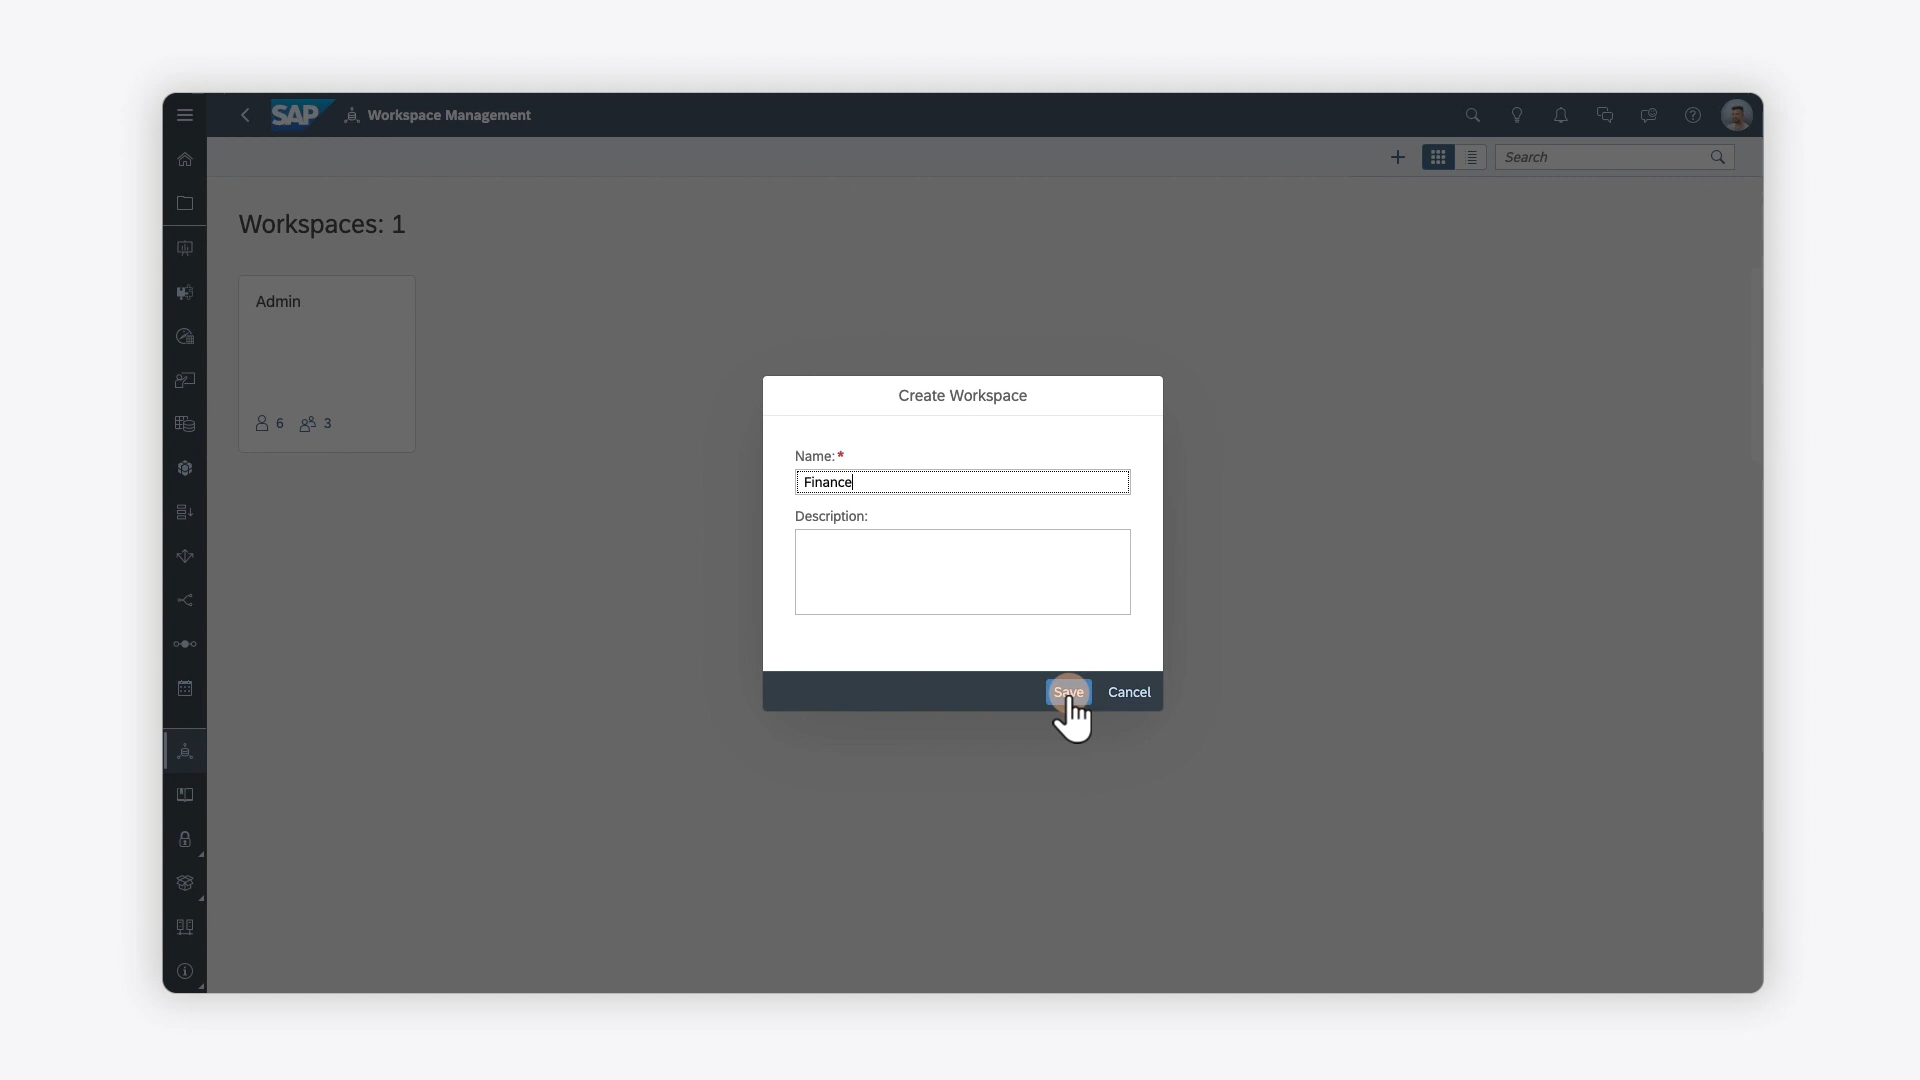 SAP Workspace Management
Search
Workspaces: 1
Admin
6 3
Create Workspace
Name:*
Finance
Description:
Save Cancel